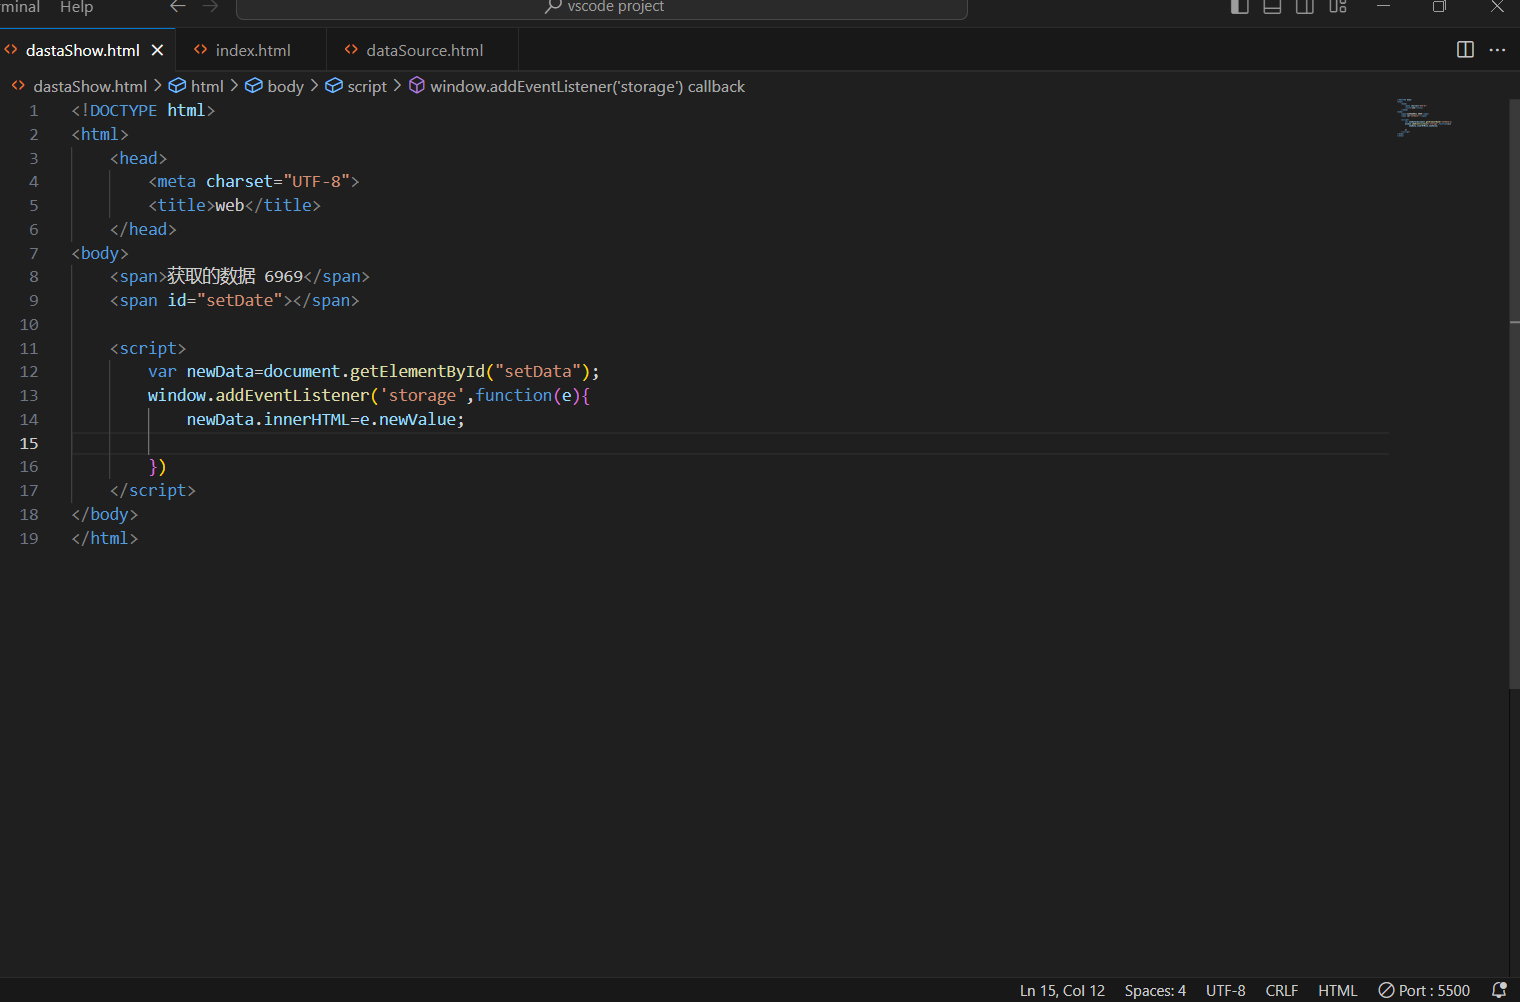 minal Help vscode project
dastaShow.html index.html dataSource.html
dastaShow.html > html > body > script > window.addEventListener('storage') callback
1 <!DOCTYPE html>
2 <html>
3 <head>
4 <meta charset="UTF-8">
5 <title>web</title>
6 </head>
7 <body>
8 <span>获取的数据 6969</span>
9 <span id="setDate"></span>
10
11 <script>
12 var newData=document.getElementById("setData");
13 window.addEventListener('storage',function(e){
14 newData.innerHTML=e.newValue;
15
16 })
17 </script>
18 </body>
19 </html>
Ln 15, Col 12 Spaces: 4 UTF-8 CRLF HTML Port : 5500